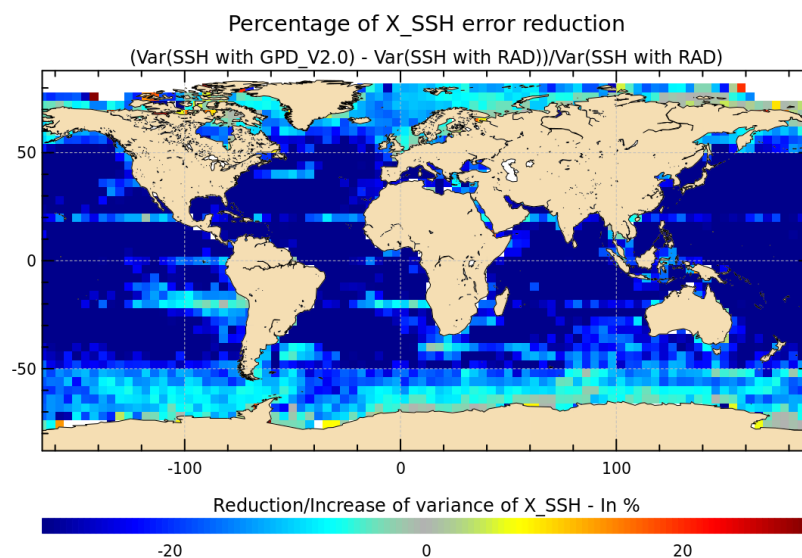 Percentage of X_SSH error reduction
(Var(SSH with GPD_V2.0) - Var(SSH with RAD))/Var(SSH with RAD)
50
0
-50
-100 0 100
Reduction/Increase of variance of X_SSH - In %
-20 0 20